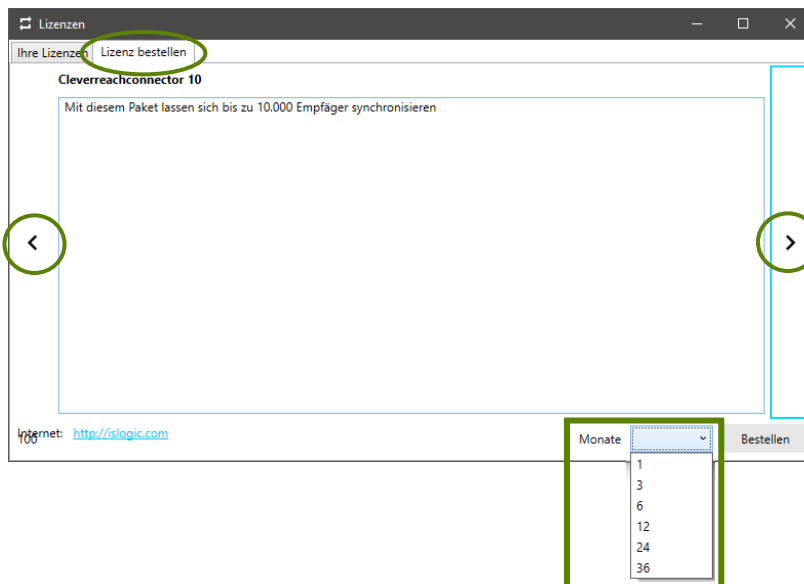 Lizenzen
Ihre Lizenzen Lizenz bestellen
Cleverreachconnector 10
Mit diesem Paket lassen sich bis zu 10.000 Empfäger synchronisieren
Internet: http://islogic.com
100
Monate Bestellen
1
3
6
12
24
36